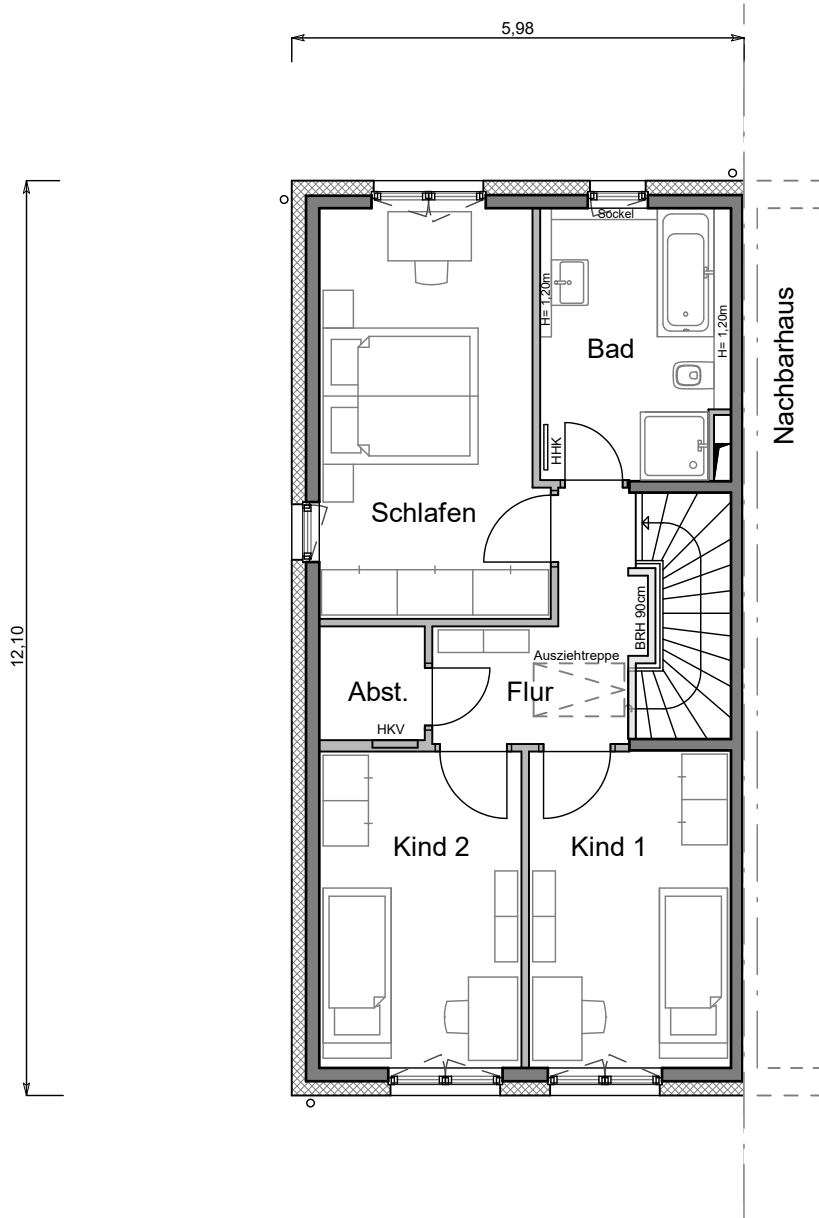 5,98
12,10
Sockel
H= 1,20m
H= 1,20m
Bad
Nachbarhaus
HHK
Schlafen
BRH 90cm
Ausziehtreppe
Abst.
Flur
HKV
Kind 2
Kind 1